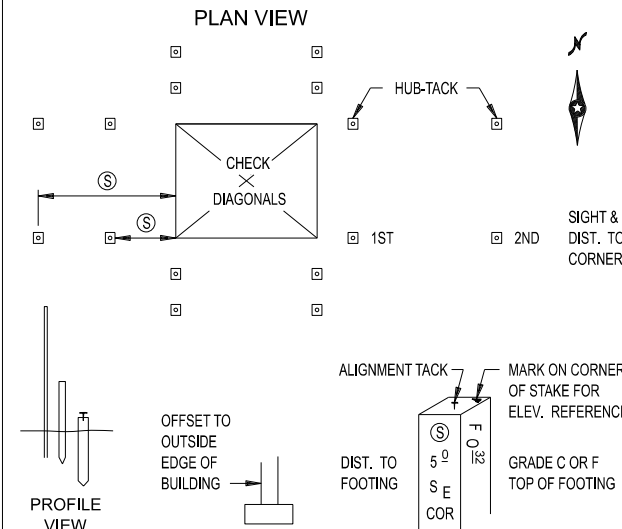 PLAN VIEW
N
HUB-TACK
CHECK
DIAGONALS
S
S
1ST
2ND
SIGHT &
DIST. TO
CORNER
ALIGNMENT TACK
MARK ON CORNER
OF STAKE FOR
ELEV. REFERENCE
OFFSET TO
OUTSIDE
EDGE OF
BUILDING
DIST. TO
FOOTING
S
5 0
S E
COR
F 0 32
GRADE C OR F
TOP OF FOOTING
PROFILE
VIEW